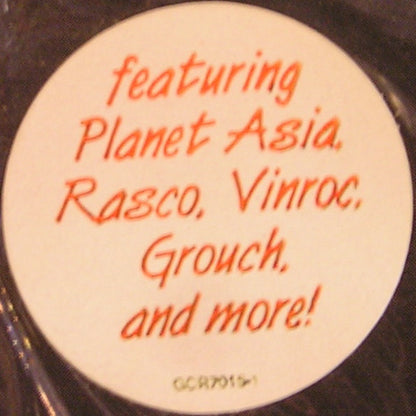 featuring
Planet Asia,
Rasco, Vinroc,
Grouch,
and more!
GCR7015-1